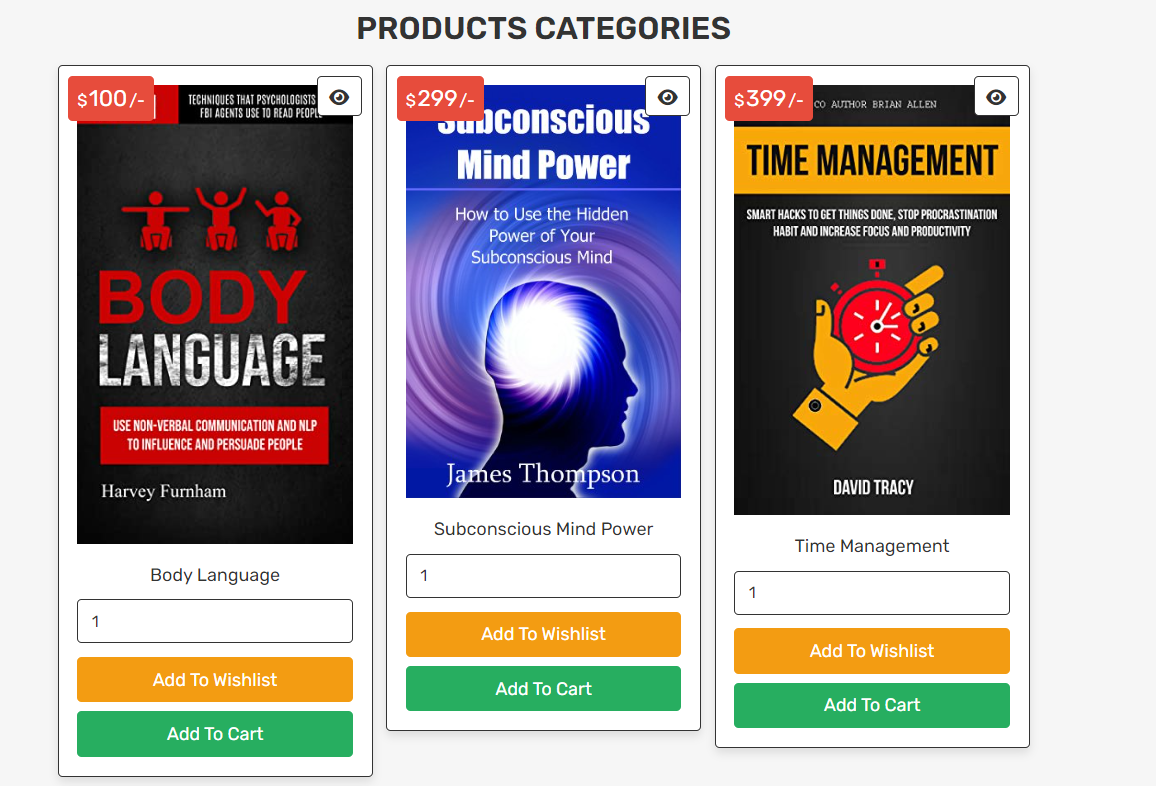 PRODUCTS CATEGORIES
$100/-
TECHNIQUES THAT PSYCHOLOGISTS
FBI AGENTS USE TO READ PEOPLE
BODY
LANGUAGE
USE NON-VERBAL COMMUNICATION AND NLP
TO INFLUENCE AND PERSUADE PEOPLE
Harvey Furnham
Body Language
1
Add To Wishlist
Add To Cart
$299/-
Subconscious
Mind Power
How to Use the Hidden
Power of Your
Subconscious Mind
James Thompson
Subconscious Mind Power
1
Add To Wishlist
Add To Cart
$399/-
CO AUTHOR BRIAN ALLEN
TIME MANAGEMENT
SMART HACKS TO GET THINGS DONE, STOP PROCRASTINATION
HABIT AND INCREASE FOCUS AND PRODUCTIVITY
DAVID TRACY
Time Management
1
Add To Wishlist
Add To Cart